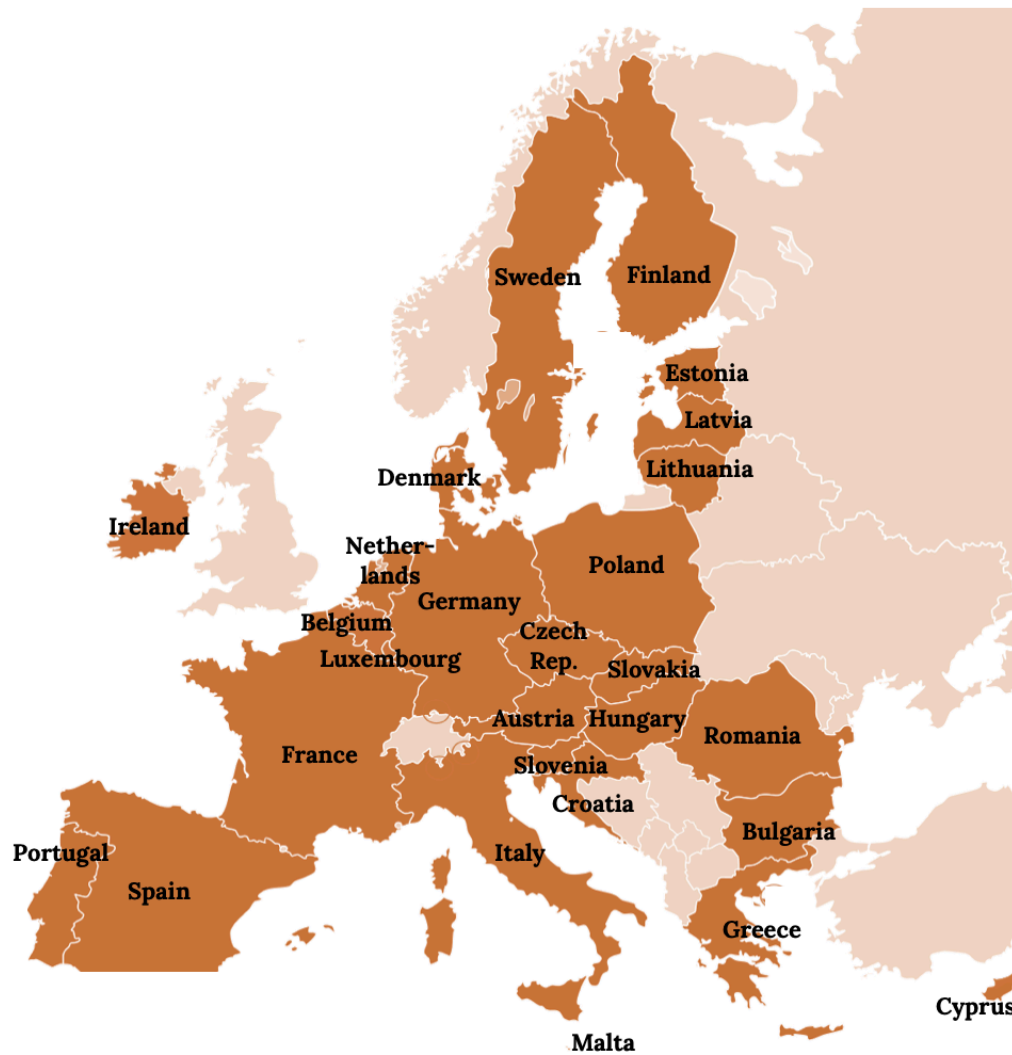 Sweden
Finland
Estonia
Latvia
Lithuania
Denmark
Ireland
Nether-
lands
Poland
Germany
Belgium
Czech
Rep.
Luxembourg
Slovakia
Austria
Hungary
Romania
France
Slovenia
Croatia
Bulgaria
Portugal
Italy
Spain
Greece
Cyprus
Malta